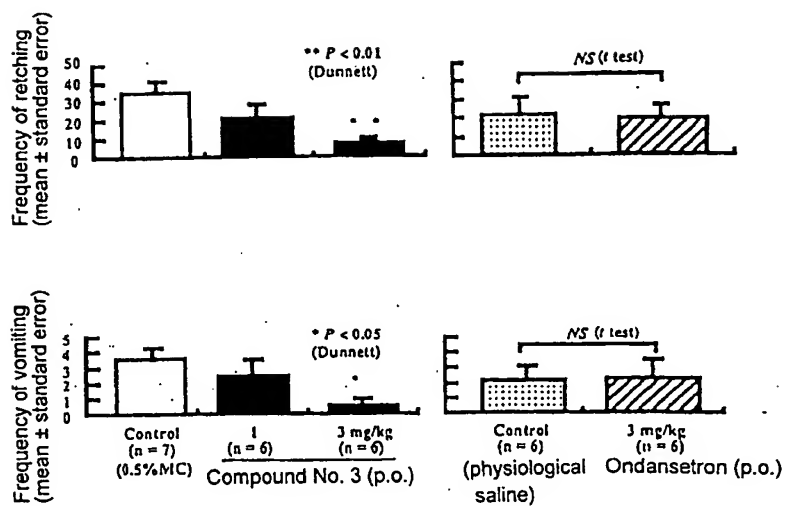 Frequency of retching
(mean ± standard error)
50
40
30
20
10
0
** P < 0.01
(Dunnett)
* *
NS (t test)
Frequency of vomiting
(mean ± standard error)
5
4
3
2
1
0
* P < 0.05
(Dunnett)
*
NS (t test)
Control
(n = 7)
(0.5%MC)
1
(n = 6)
3 mg/kg
(n = 6)
Compound No. 3 (p.o.)
Control
(n = 6)
(physiological
saline)
3 mg/kg
(n = 6)
Ondansetron (p.o.)